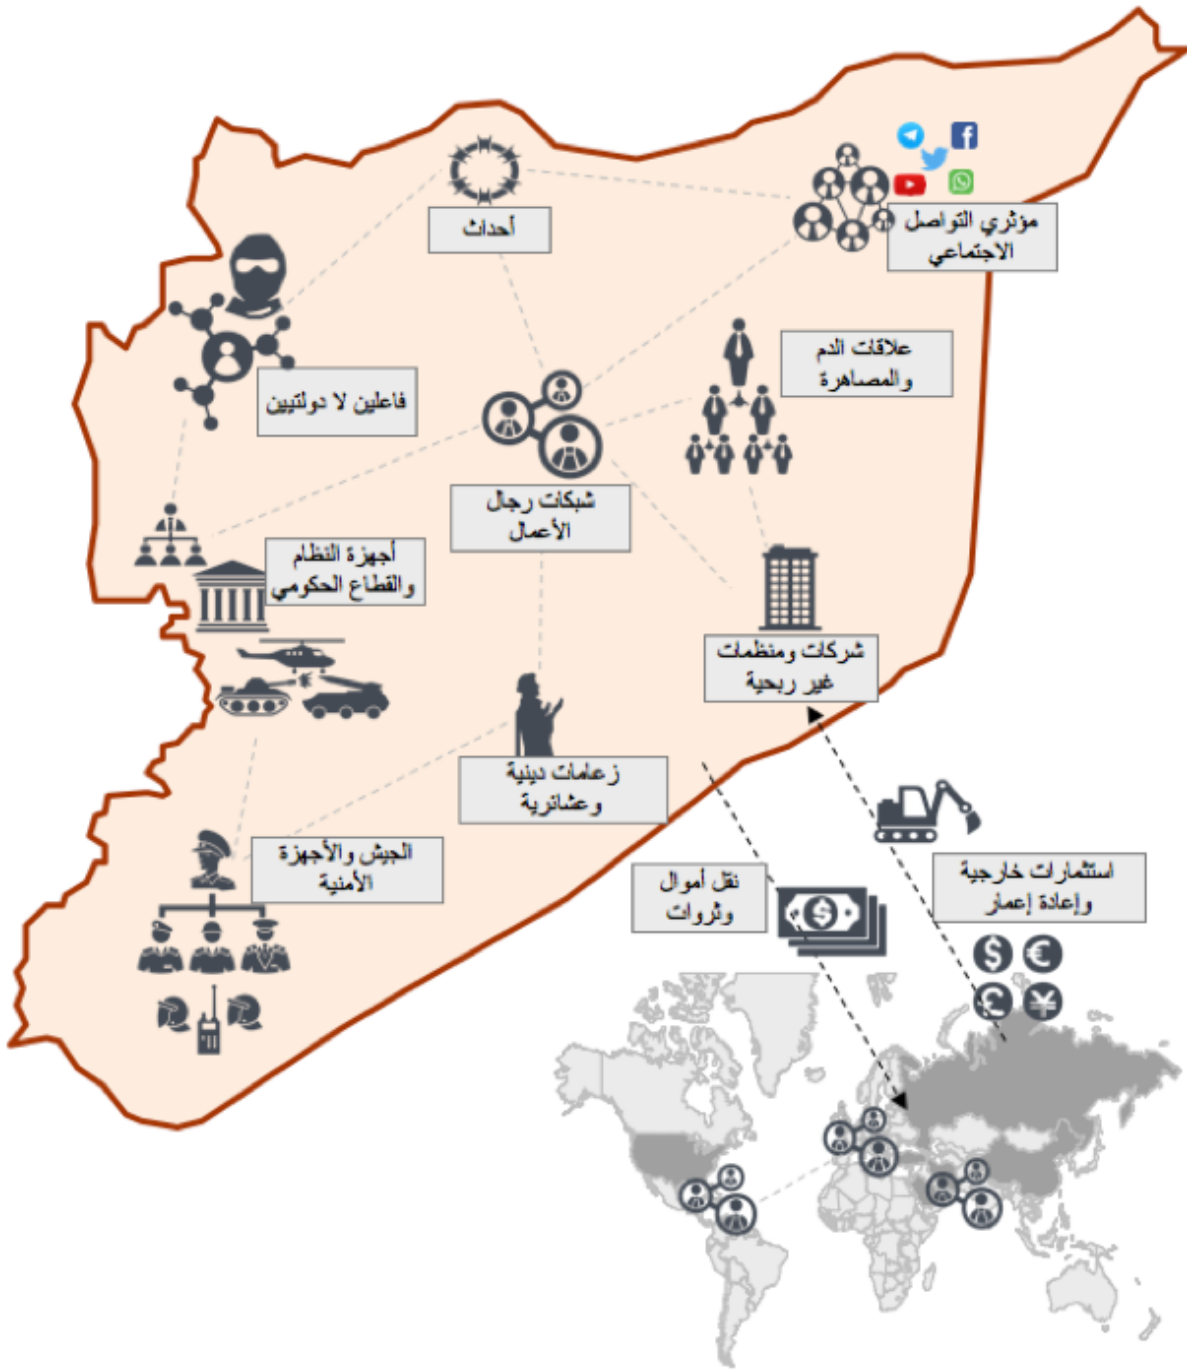 أحداث
مؤثري التواصل
الاجتماعي
علاقات الدم
والمصاهرة
فاعلين لا دولتيين
شبكات رجال
الأعمال
أجهزة النظام
والقطاع الحكومي
شركات ومنظمات
غير ربحية
زعامات دينية
وعشائرية
الجيش والأجهزة
الأمنية
استثمارات خارجية
وإعادة إعمار
نقل أموال
وثروات